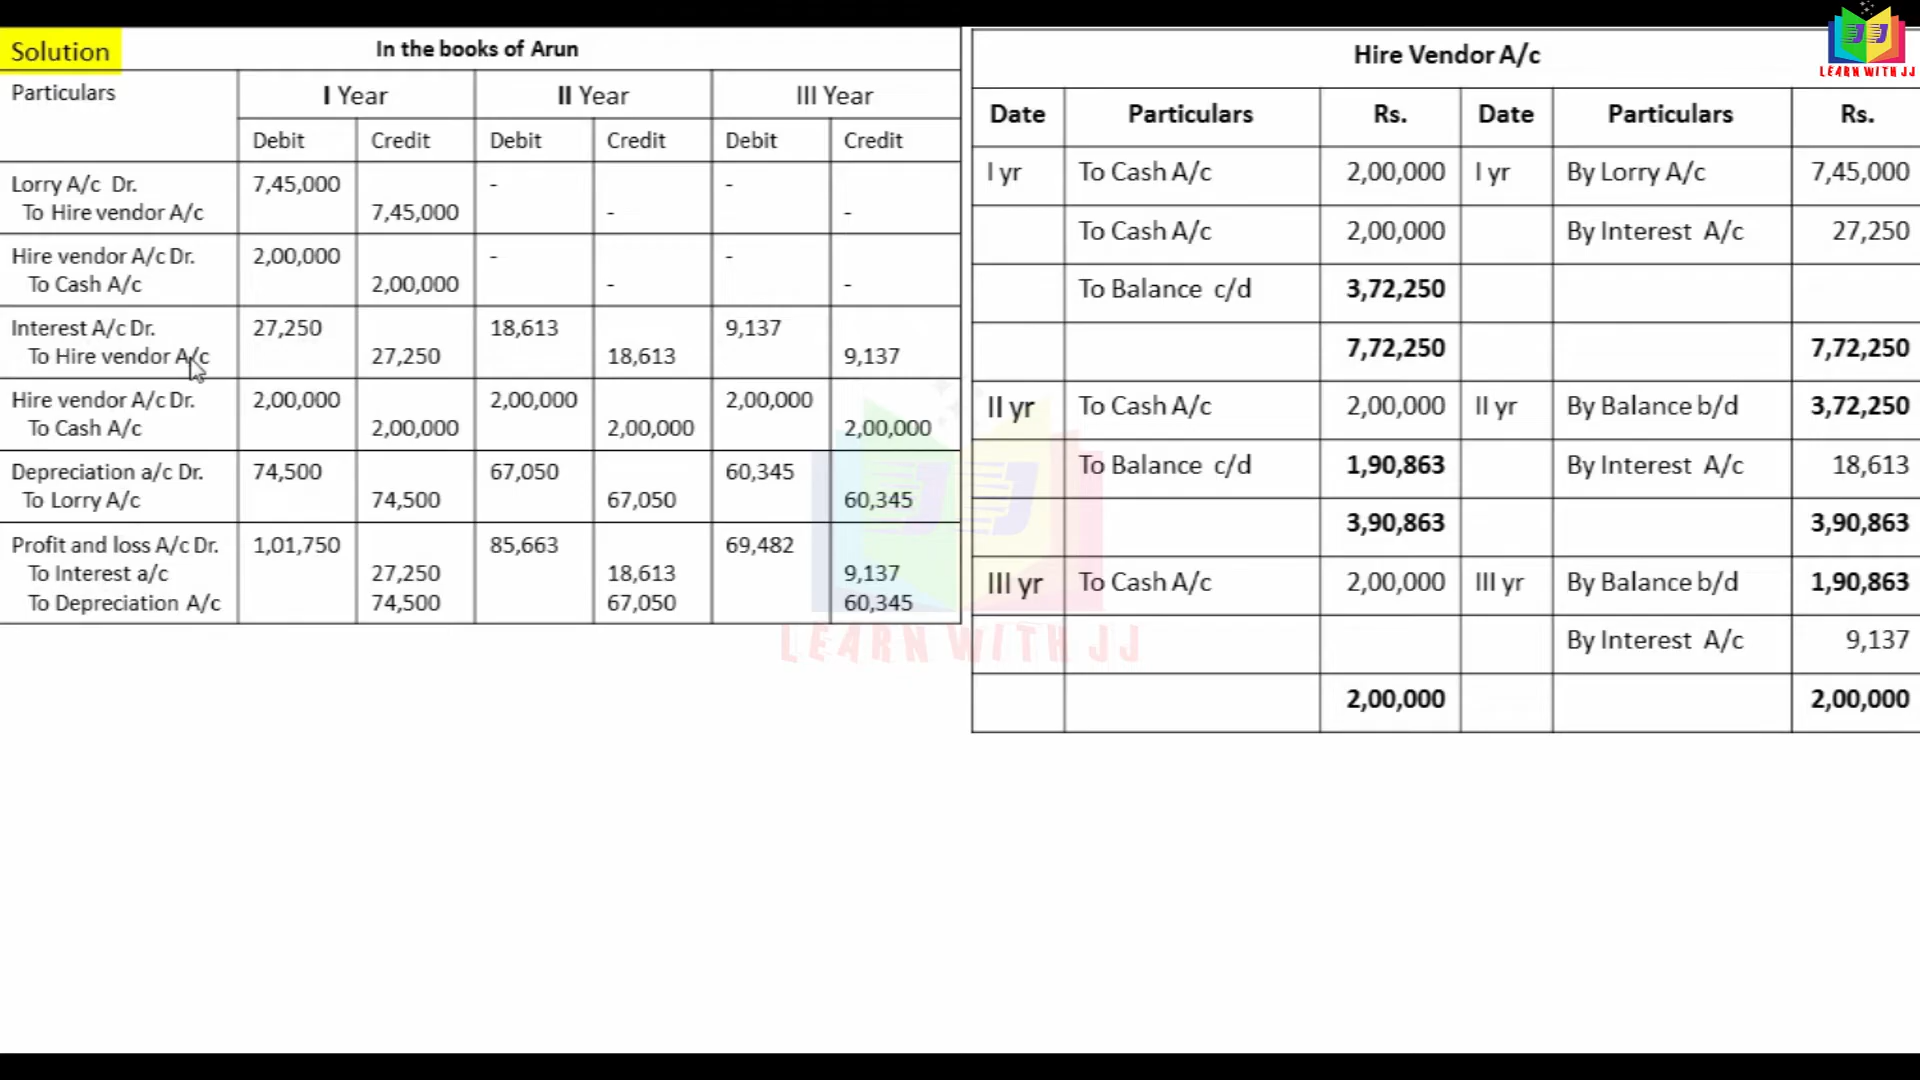 Solution
In the books of Arun
Particulars I Year II Year III Year
Debit Credit Debit Credit Debit Credit
Lorry A/c Dr. 7,45,000 - -
To Hire vendor A/c 7,45,000 - -
Hire vendor A/c Dr. 2,00,000 - -
To Cash A/c 2,00,000 - -
Interest A/c Dr. 27,250 18,613 9,137
To Hire vendor A/c 27,250 18,613 9,137
Hire vendor A/c Dr. 2,00,000 2,00,000 2,00,000
To Cash A/c 2,00,000 2,00,000 2,00,000
Depreciation a/c Dr. 74,500 67,050 60,345
To Lorry A/c 74,500 67,050 60,345
Profit and loss A/c Dr. 1,01,750 85,663 69,482
To Interest a/c 27,250 18,613 9,137
To Depreciation A/c 74,500 67,050 60,345
Hire Vendor A/c
Date Particulars Rs. Date Particulars Rs.
I yr To Cash A/c 2,00,000 I yr By Lorry A/c 7,45,000
To Cash A/c 2,00,000 By Interest A/c 27,250
To Balance c/d 3,72,250
7,72,250 7,72,250
II yr To Cash A/c 2,00,000 II yr By Balance b/d 3,72,250
To Balance c/d 1,90,863 By Interest A/c 18,613
3,90,863 3,90,863
III yr To Cash A/c 2,00,000 III yr By Balance b/d 1,90,863
By Interest A/c 9,137
2,00,000 2,00,000
JJ
LEARN WITH JJ
JJ
LEARN WITH JJ